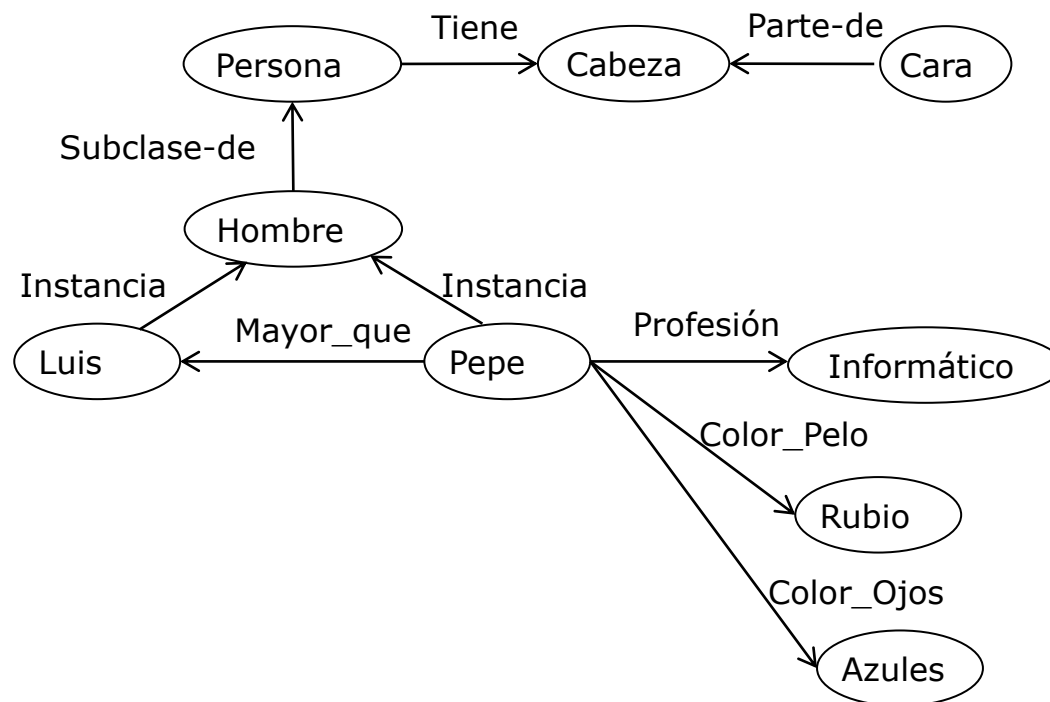 Tiene
Parte-de
Persona
Cabeza
Cara
Subclase-de
Hombre
Instancia
Instancia
Mayor_que
Profesión
Luis
Pepe
Informático
Color_Pelo
Rubio
Color_Ojos
Azules